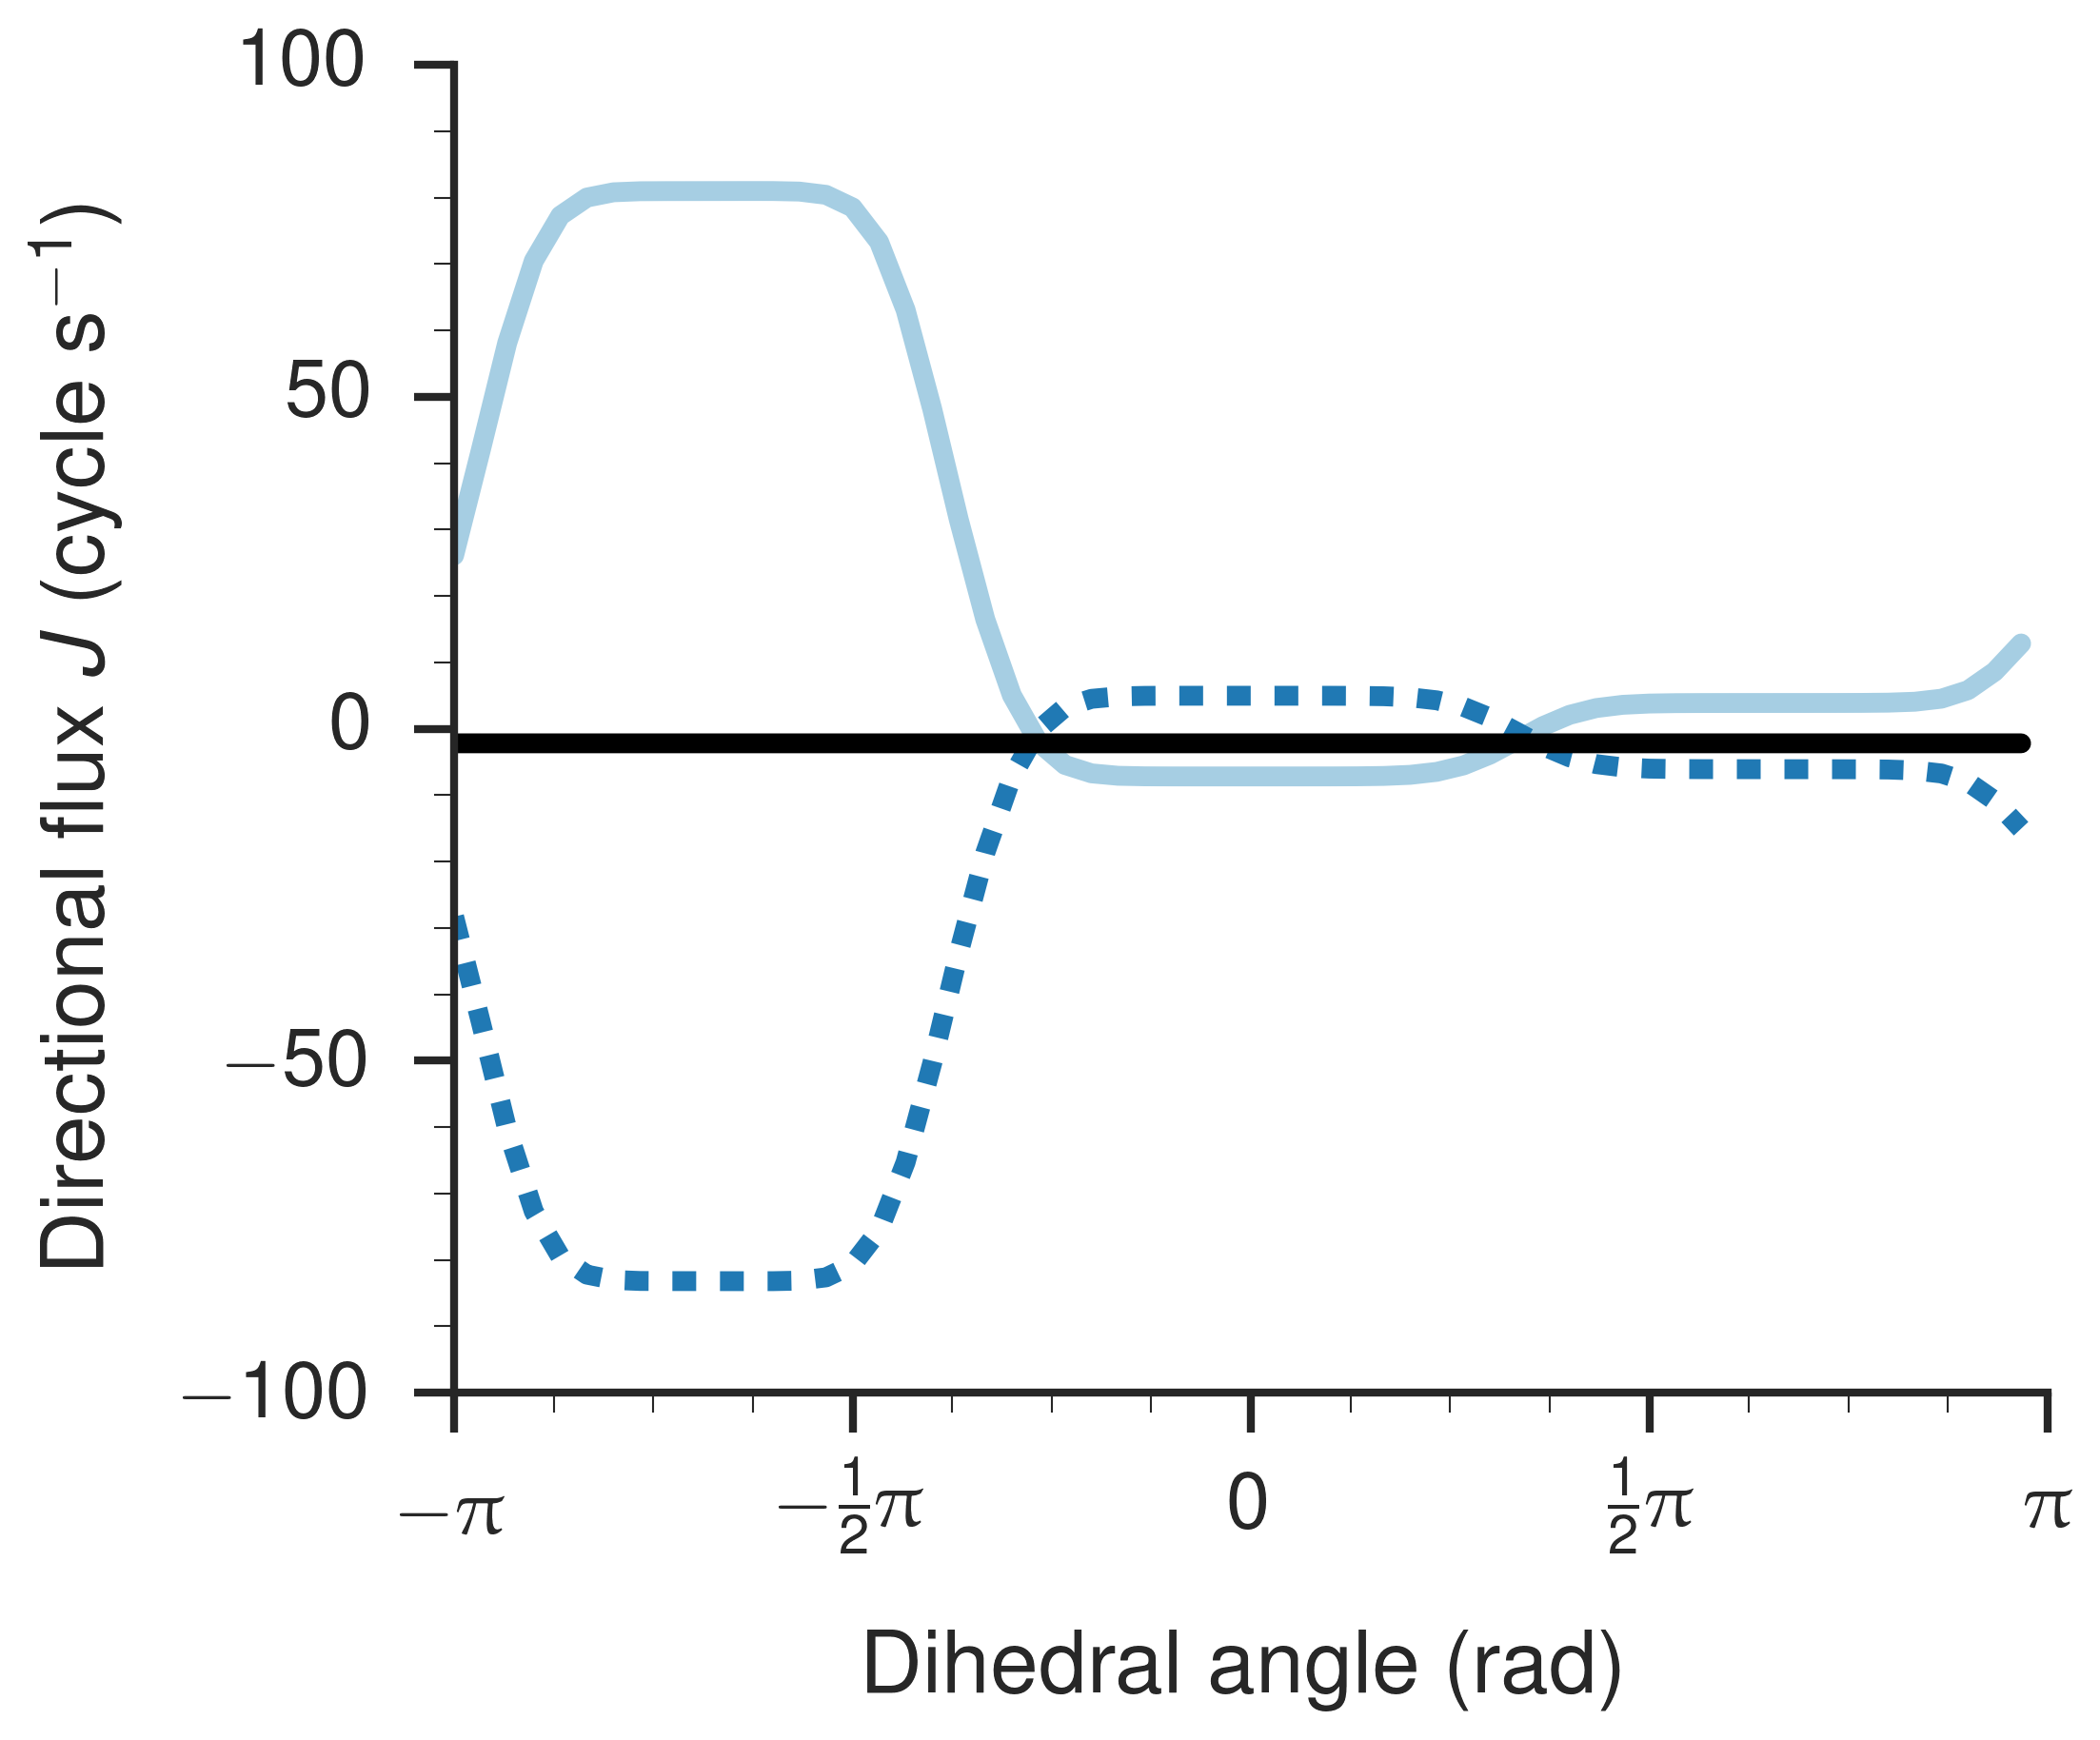 Directional flux J (cycle s⁻¹)
100
50
0
−50
−100
−π
−½π
0
½π
π
Dihedral angle (rad)